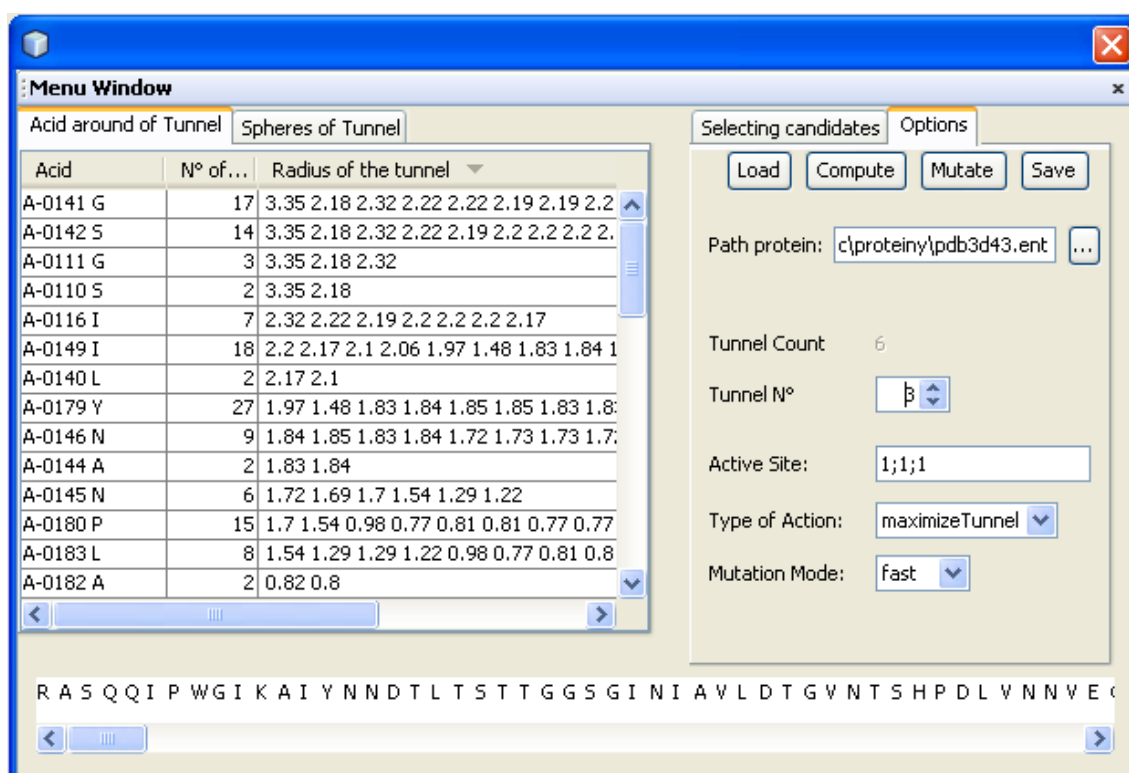 Menu Window
Acid around of Tunnel Spheres of Tunnel
Acid N° of... Radius of the tunnel
A-0141 G 17 3.35 2.18 2.32 2.22 2.22 2.19 2.19 2.2
A-0142 S 14 3.35 2.18 2.32 2.22 2.19 2.2 2.2 2.2 2.
A-0111 G 3 3.35 2.18 2.32
A-0110 S 2 3.35 2.18
A-0116 I 7 2.32 2.22 2.19 2.2 2.2 2.2 2.17
A-0149 I 18 2.2 2.17 2.1 2.06 1.97 1.48 1.83 1.84 1
A-0140 L 2 2.17 2.1
A-0179 Y 27 1.97 1.48 1.83 1.84 1.85 1.85 1.83 1.8
A-0146 N 9 1.84 1.85 1.83 1.84 1.72 1.73 1.73 1.7
A-0144 A 2 1.83 1.84
A-0145 N 6 1.72 1.69 1.7 1.54 1.29 1.22
A-0180 P 15 1.7 1.54 0.98 0.77 0.81 0.81 0.77 0.77
A-0183 L 8 1.54 1.29 1.29 1.22 0.98 0.77 0.81 0.8
A-0182 A 2 0.82 0.8
Selecting candidates Options
Load Compute Mutate Save
Path protein: c\proteiny\pdb3d43.ent ...
Tunnel Count 6
Tunnel N° 3
Active Site: 1;1;1
Type of Action: maximizeTunnel
Mutation Mode: fast
R A S Q Q I P W G I K A I Y N N D T L T S T T G G S G I N I A V L D T G V N T S H P D L V N N V E